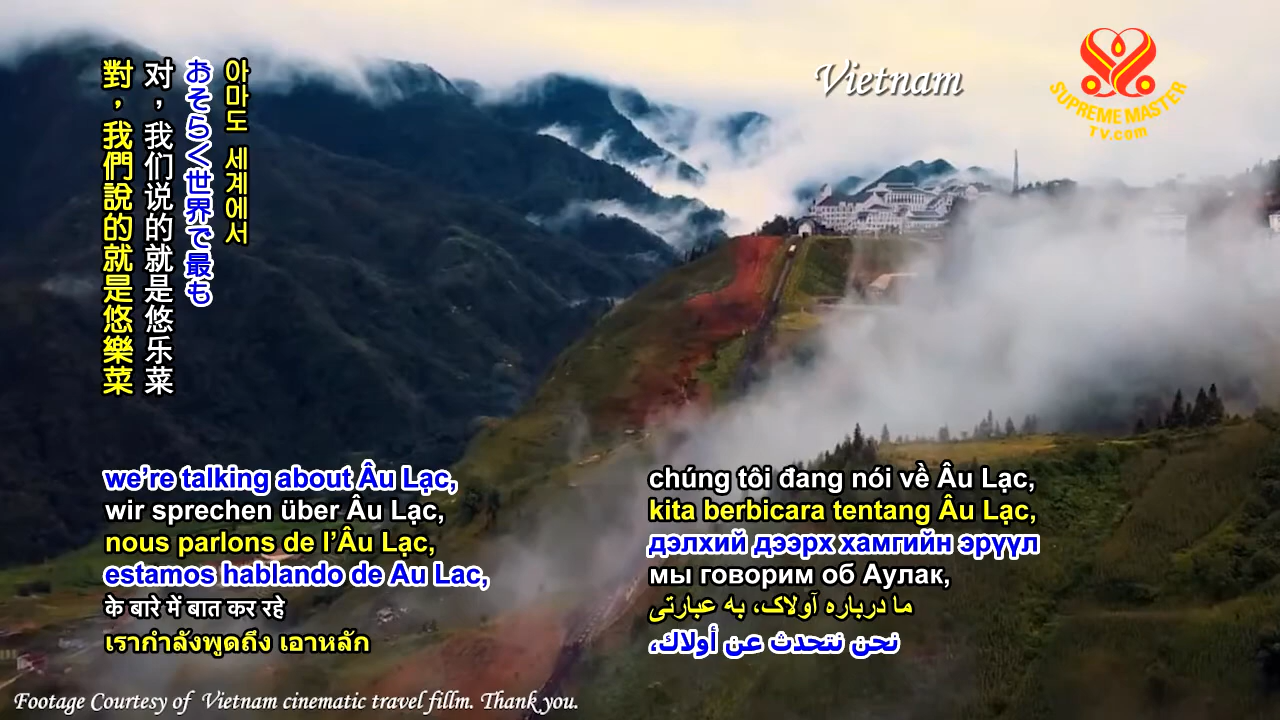 對，我們說的就是悠樂菜
对，我们说的就是悠乐菜
おそらく世界で最も
아마도 세계에서
Vietnam
SUPREME MASTER
TV.com
we’re talking about Âu Lạc,
wir sprechen über Âu Lạc,
nous parlons de l’Âu Lạc,
estamos hablando de Au Lac,
के बारे में बात कर रहे
เรากำลังพูดถึง เอาหลัก
chúng tôi đang nói về Âu Lạc,
kita berbicara tentang Âu Lạc,
дэлхий дээрх хамгийн эрүүл
мы говорим об Аулак,
ما درباره آولاک، به عبارتی
نحن نتحدث عن أولاك،
Footage Courtesy of Vietnam cinematic travel fillm. Thank you.